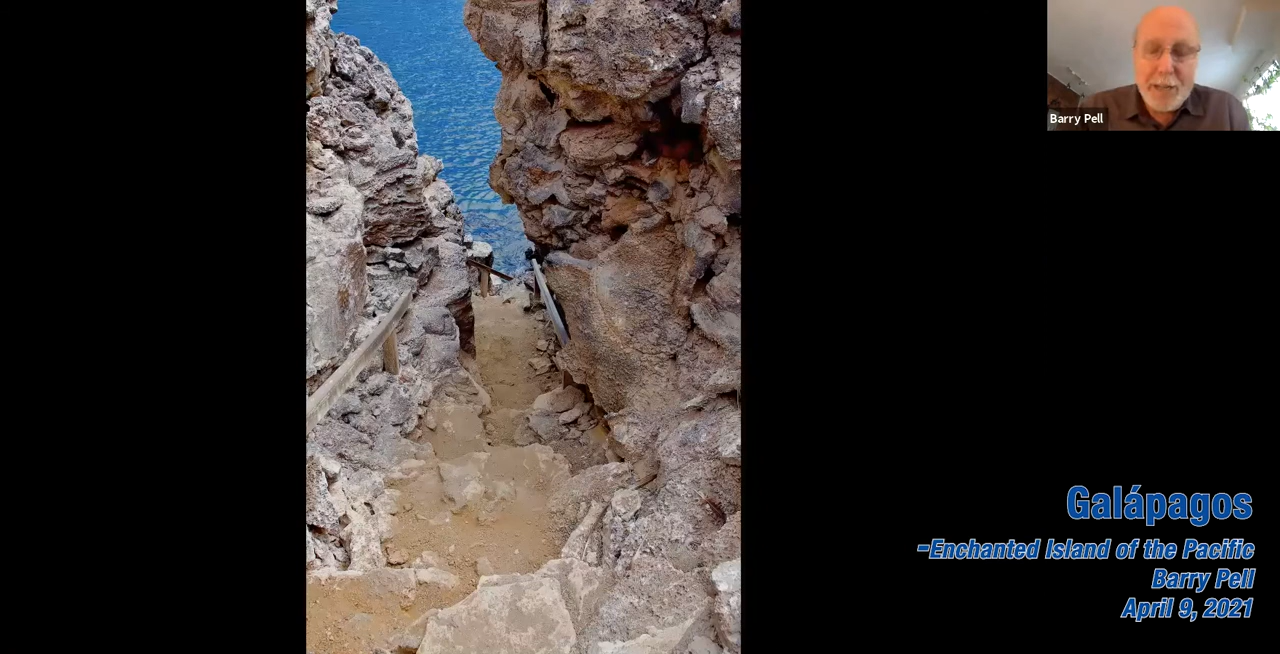 Barry Pell
Galápagos
-Enchanted Island of the Pacific
Barry Pell
April 9, 2021